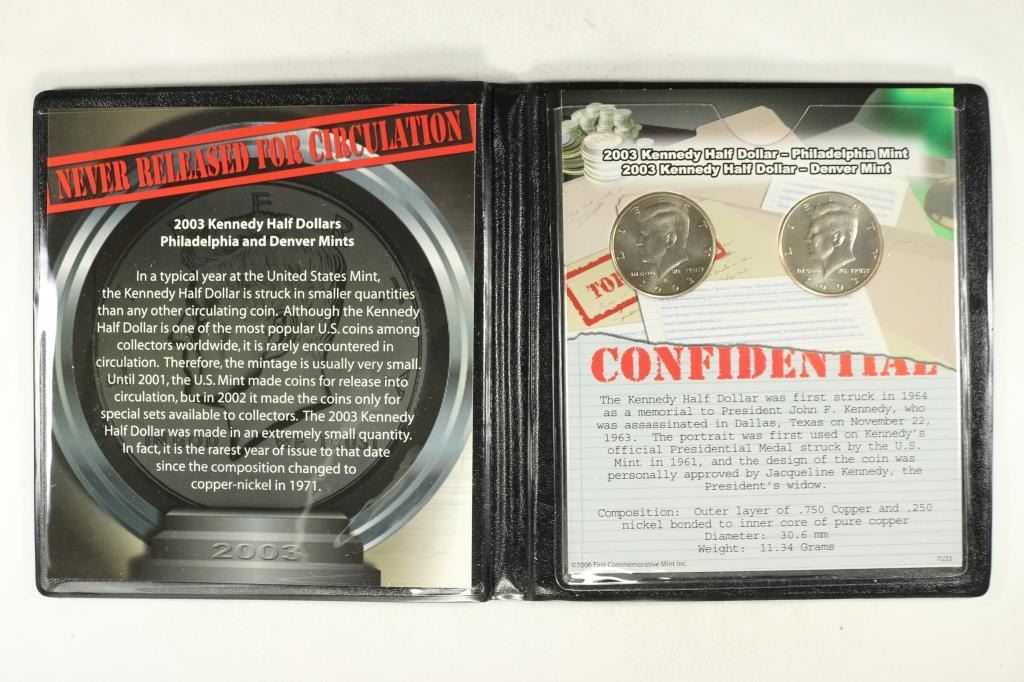 NEVER RELEASED FOR CIRCULATION
2003 Kennedy Half Dollars
Philadelphia and Denver Mints
In a typical year at the United States Mint,
the Kennedy Half Dollar is struck in smaller quantities
than any other circulating coin. Although the Kennedy
Half Dollar is one of the most popular U.S. coins among
collectors worldwide, it is rarely encountered in
circulation. Therefore, the mintage is usually very small.
Until 2001, the U.S. Mint made coins for release into
circulation, but in 2002 it made the coins only for
special sets available to collectors. The 2003 Kennedy
Half Dollar was made in an extremely small quantity.
In fact, it is the rarest year of issue to that date
since the composition changed to
copper-nickel in 1971.
2003
2003 Kennedy Half Dollar – Philadelphia Mint
2003 Kennedy Half Dollar – Denver Mint
LIBERTY
IN GOD WE TRUST
LIBERTY
IN GOD WE TRUST
TOP
CONFIDENTIAL
The Kennedy Half Dollar was first struck in 1964
as a memorial to President John F. Kennedy, who
was assassinated in Dallas, Texas on November 22,
1963. The portrait was first used on Kennedy's
official Presidential Medal struck by the U.S.
Mint in 1961, and the design of the coin was
personally approved by Jacqueline Kennedy, the
President's widow.
Composition: Outer layer of .750 Copper and .250
nickel bonded to inner core of pure copper
Diameter: 30.6 mm
Weight: 11.34 Grams
©2006 First Commemorative Mint Inc.
7U33